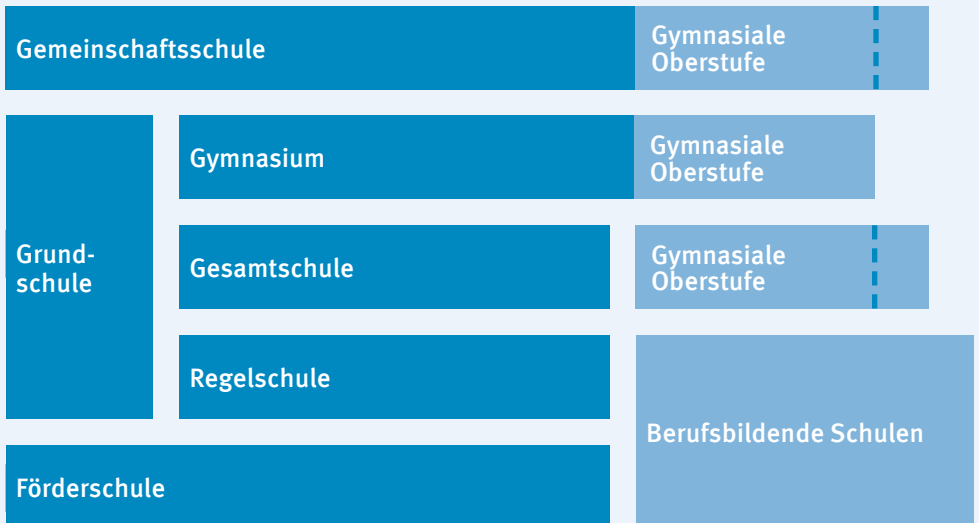 Gemeinschaftsschule
Gymnasiale
Oberstufe
Grund-
schule
Gymnasium
Gymnasiale
Oberstufe
Gesamtschule
Gymnasiale
Oberstufe
Regelschule
Berufsbildende Schulen
Förderschule